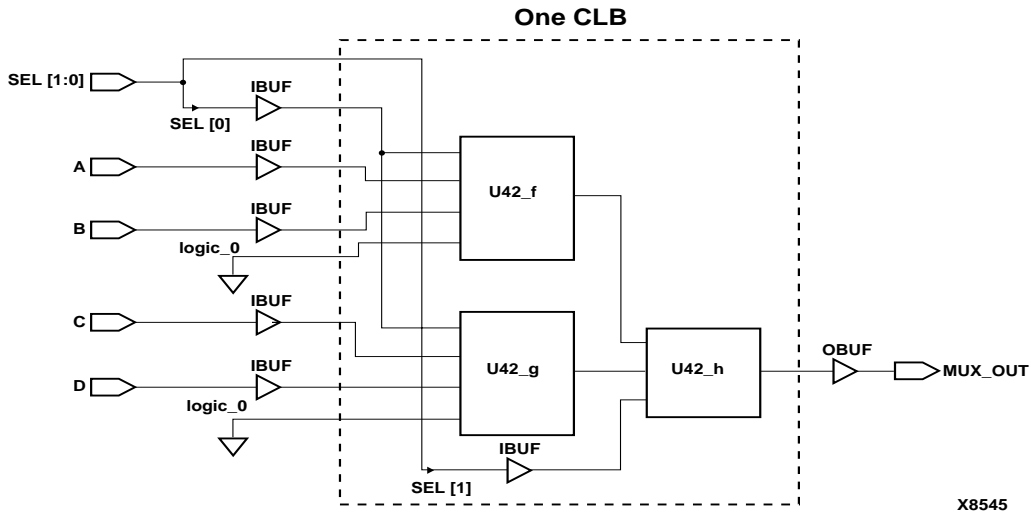 One CLB
SEL [1:0]
IBUF
SEL [0]
IBUF
A
U42_f
IBUF
B
logic_0
IBUF
C
OBUF
IBUF
U42_g
U42_h
MUX_OUT
D
logic_0
IBUF
SEL [1]
X8545